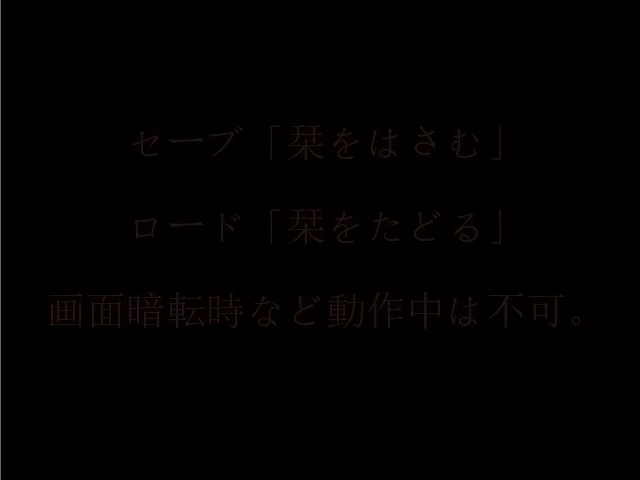 セーブ「栞をはさむ」
ロード「栞をたどる」
画面暗転時など動作中は不可。